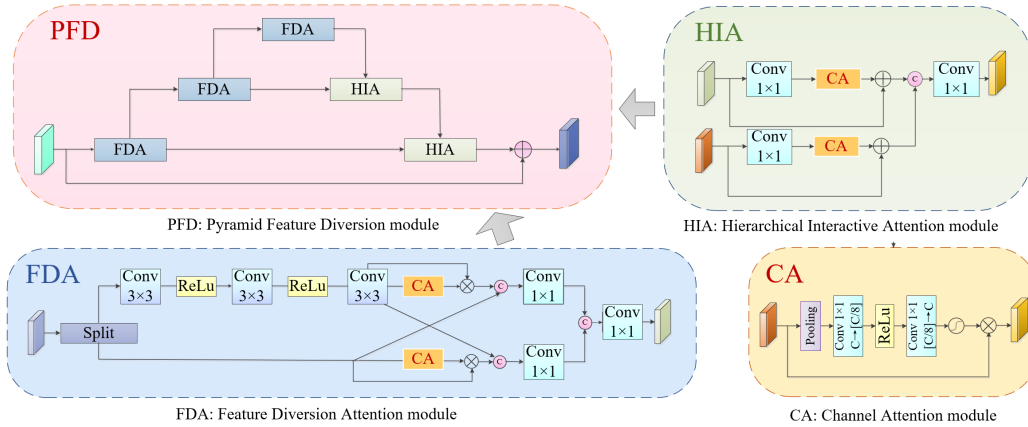 PFD
FDA
FDA
HIA
FDA
HIA
PFD: Pyramid Feature Diversion module
HIA
Conv
1×1
CA
c
Conv
1×1
Conv
1×1
CA
HIA: Hierarchical Interactive Attention module
FDA
Conv
3×3
ReLu
Conv
3×3
ReLu
Conv
3×3
CA
c
Conv
1×1
Split
c
Conv
1×1
CA
c
Conv
1×1
FDA: Feature Diversion Attention module
CA
Pooling
Conv 1×1
C→[C/8]
ReLu
Conv 1×1
[C/8]→C
CA: Channel Attention module